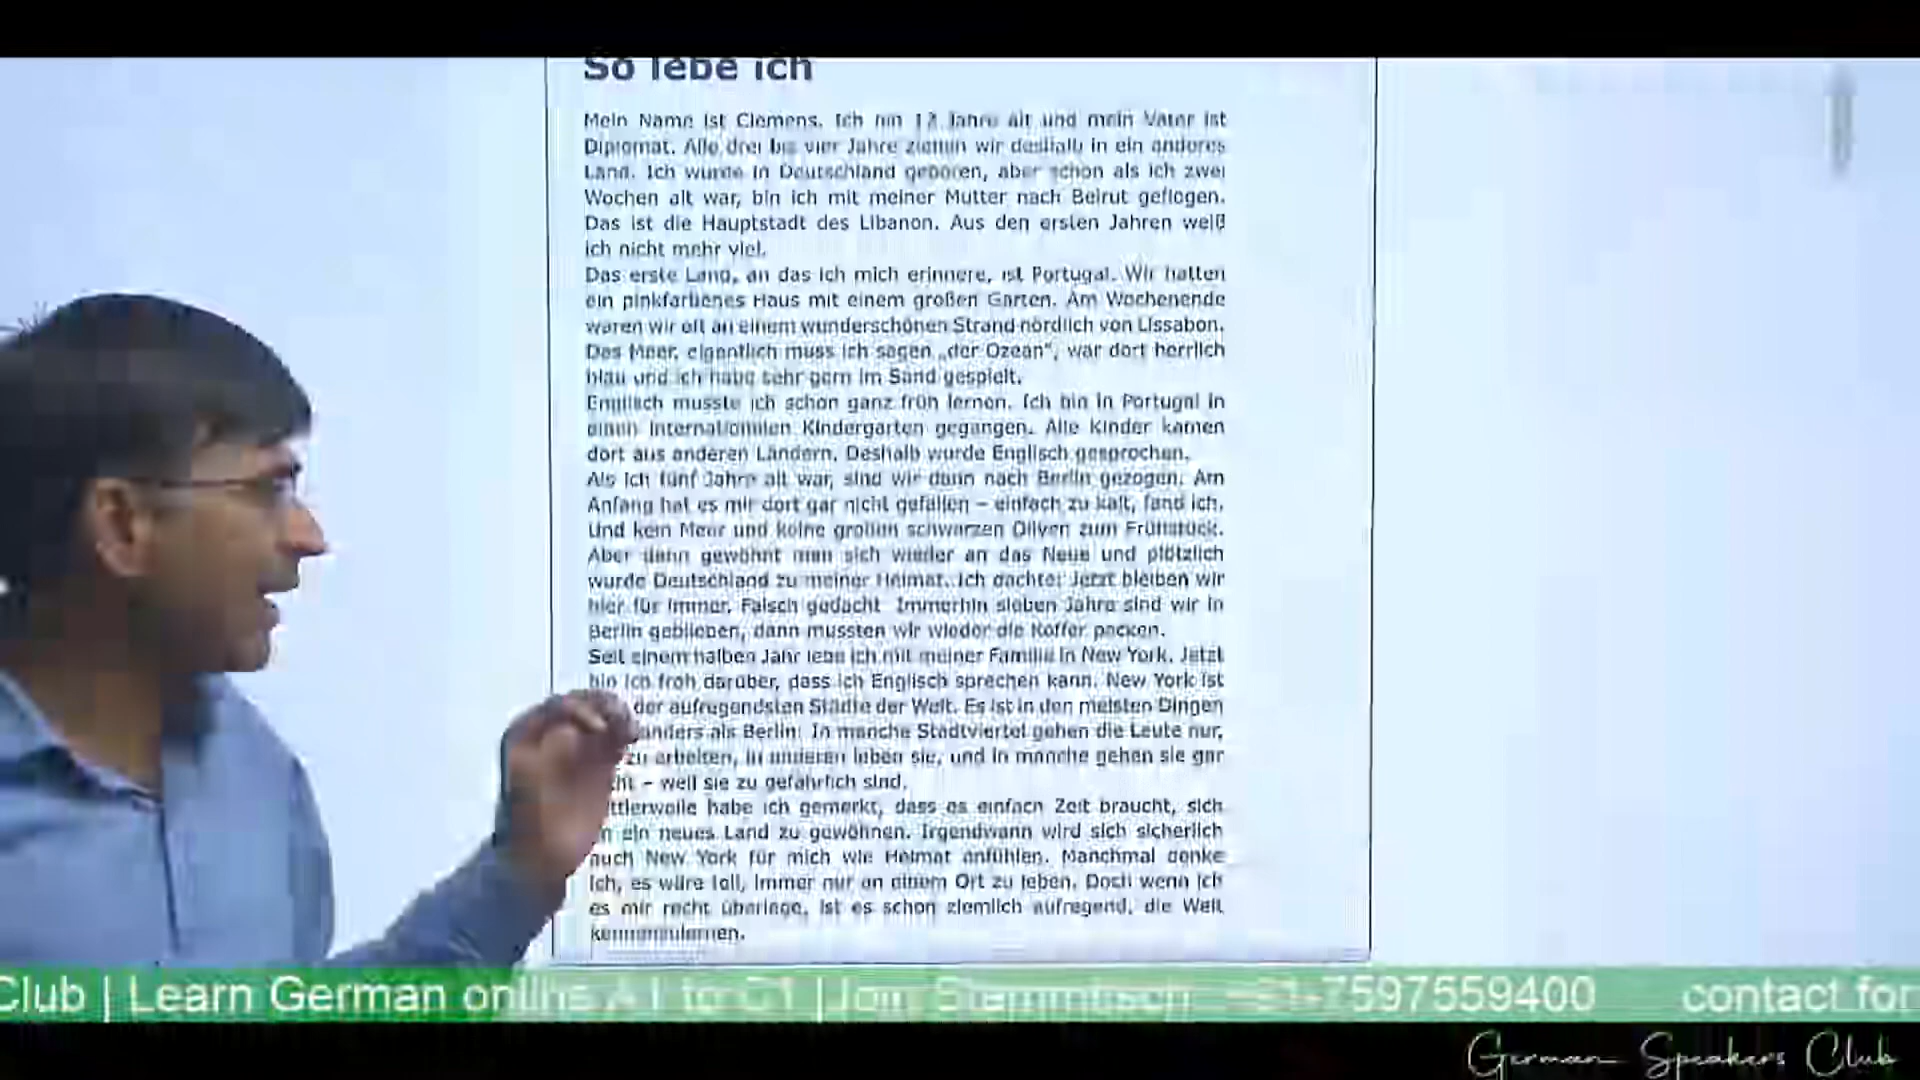 So lebe ich
Mein Name ist Clemens. Ich bin 12 Jahre alt und mein Vater ist
Diplomat. Alle drei bis vier Jahre ziehen wir deshalb in ein anderes
Land. Ich wurde in Deutschland geboren, aber schon als ich zwei
Wochen alt war, bin ich mit meiner Mutter nach Beirut geflogen.
Das ist die Hauptstadt des Libanon. Aus den ersten Jahren weiß
ich nicht mehr viel.
Das erste Land, an das ich mich erinnere, ist Portugal. Wir hatten
ein pinkfarbenes Haus mit einem großen Garten. Am Wochenende
waren wir oft an einem wunderschönen Strand nördlich von Lissabon.
Das Meer, eigentlich muss ich sagen „der Ozean“, war dort herrlich
blau und ich habe sehr gern im Sand gespielt.
Englisch musste ich schon ganz früh lernen. Ich bin in Portugal in
einen internationalen Kindergarten gegangen. Alle Kinder kamen
dort aus anderen Ländern. Deshalb wurde Englisch gesprochen.
Als ich fünf Jahre alt war, sind wir dann nach Berlin gezogen. Am
Anfang hat es mir dort gar nicht gefallen – einfach zu kalt, fand ich.
Und kein Meer und keine großen schwarzen Oliven zum Frühstück.
Aber dann gewöhnt man sich wieder an das Neue und plötzlich
wurde Deutschland zu meiner Heimat. Ich dachte: Jetzt bleiben wir
hier für immer. Falsch gedacht. Immerhin sieben Jahre sind wir in
Berlin geblieben, dann mussten wir wieder die Koffer packen.
Seit einem halben Jahr lebe ich mit meiner Familie in New York. Jetzt
bin ich froh darüber, dass ich Englisch sprechen kann. New York ist
der aufregendsten Städte der Welt. Es ist in den meisten Dingen
anders als Berlin: In manche Stadtviertel gehen die Leute nur,
zu arbeiten, in anderen leben sie, und in manche gehen sie gar
cht – weil sie zu gefährlich sind.
ttlerweile habe ich gemerkt, dass es einfach Zeit braucht, sich
n ein neues Land zu gewöhnen. Irgendwann wird sich sicherlich
auch New York für mich wie Heimat anfühlen. Manchmal denke
ich, es wäre toll, immer nur an einem Ort zu leben. Doch wenn ich
es mir recht überlege, ist es schon ziemlich aufregend, die Welt
kennenzulernen.
Club | Learn German online A1 to C1 | Join Stammtisch +91-7597559400 contact for
German Speakers Club